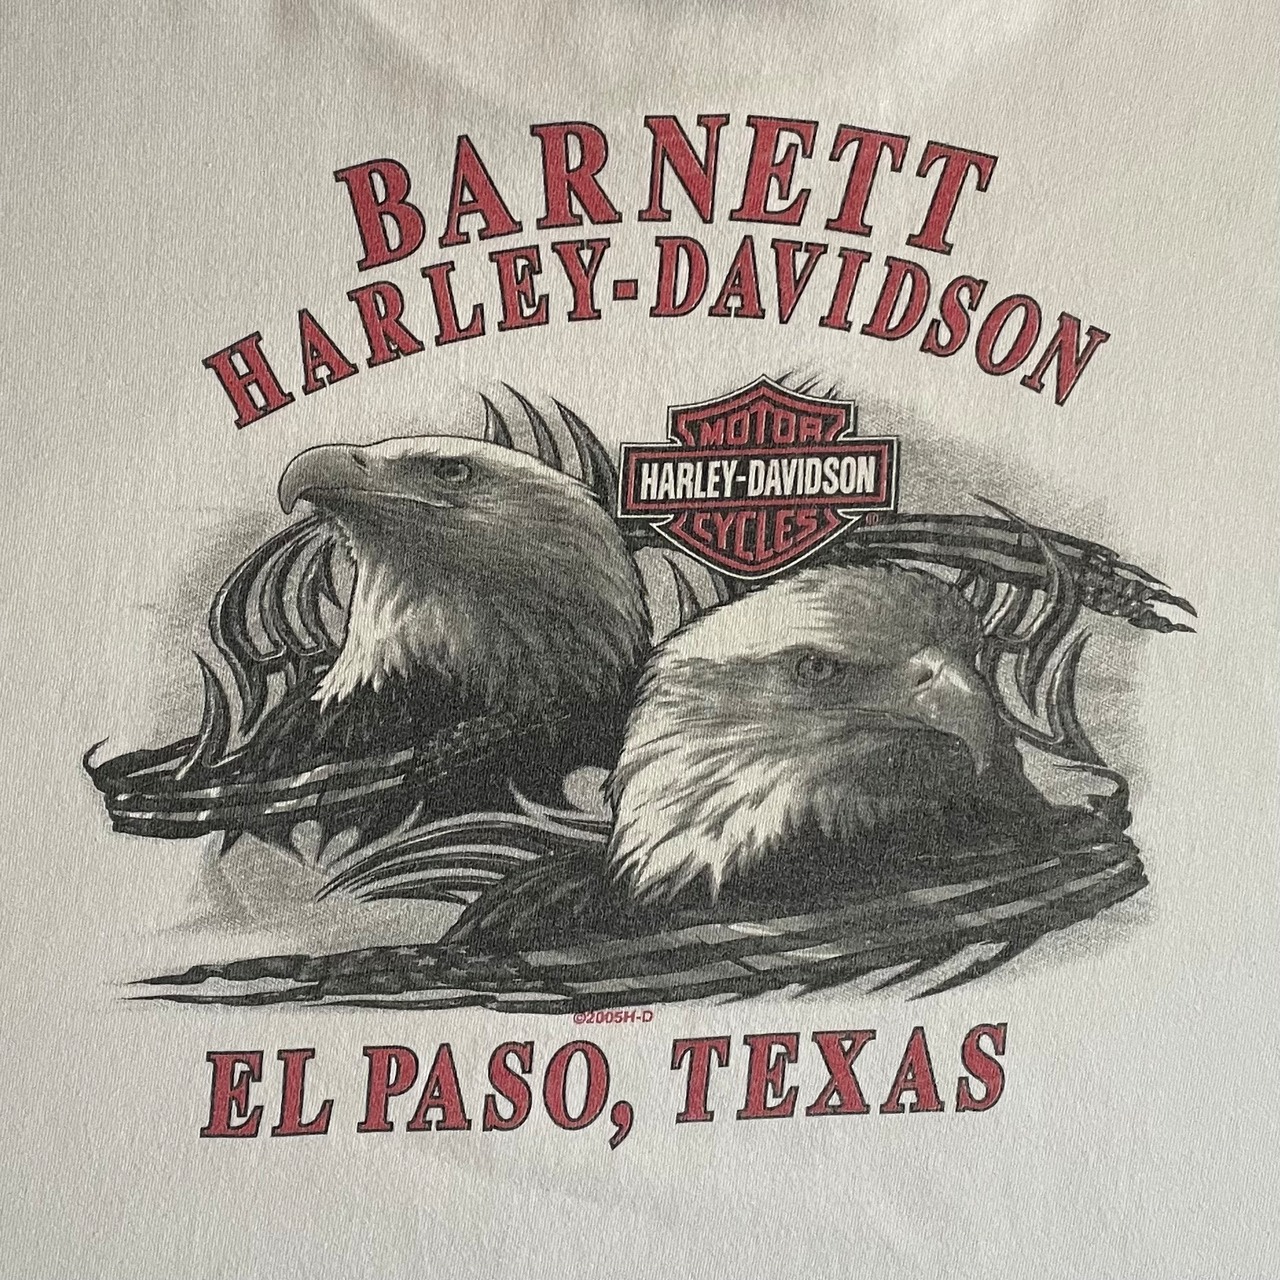 BARNETT
HARLEY-DAVIDSON
MOTOR
HARLEY-DAVIDSON
CYCLES
®
©2005H-D
EL PASO, TEXAS